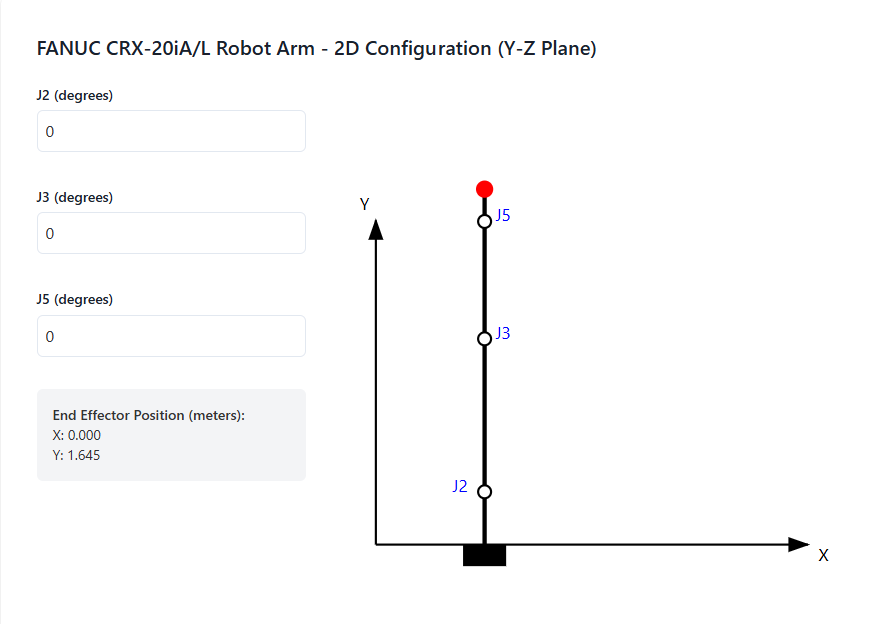 FANUC CRX-20iA/L Robot Arm - 2D Configuration (Y-Z Plane)
J2 (degrees)
0
J3 (degrees)
0
J5 (degrees)
0
End Effector Position (meters):
X: 0.000
Y: 1.645
Y
J5
J3
J2
X